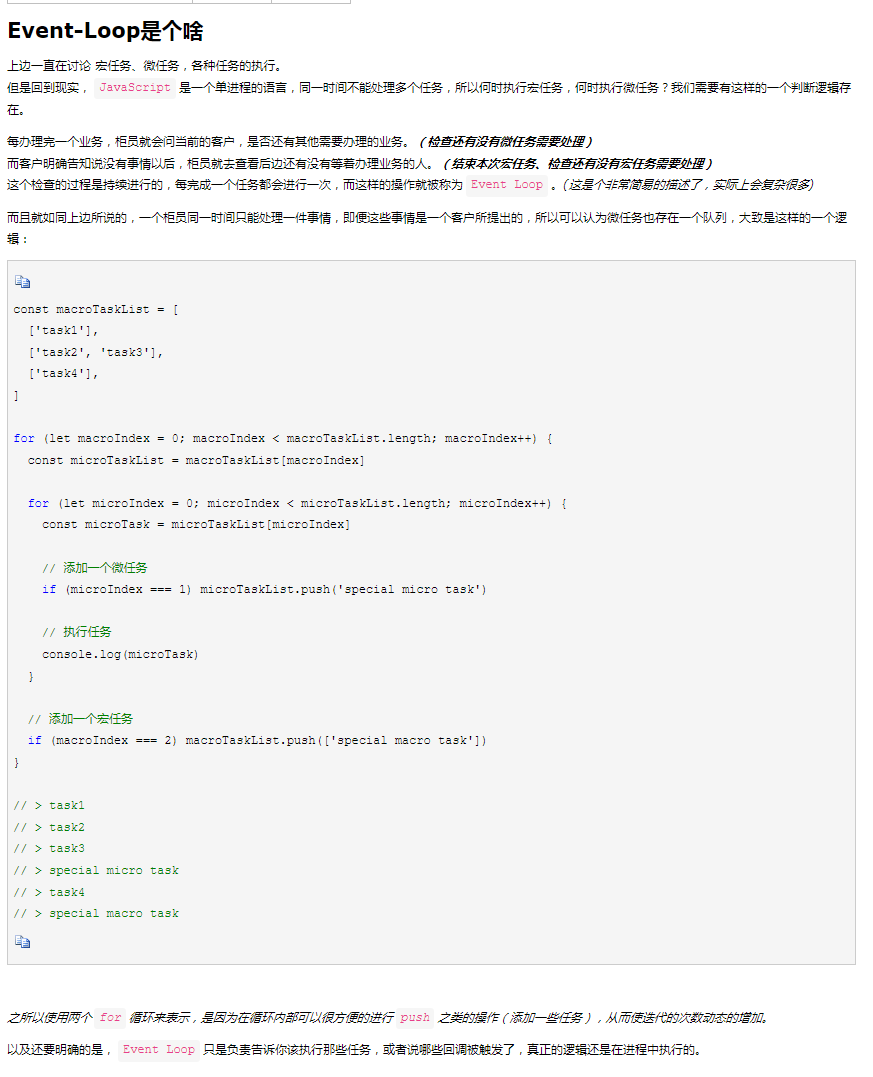 Event-Loop是个啥
上边一直在讨论 宏任务、微任务，各种任务的执行。
但是回到现实， JavaScript 是一个单进程的语言，同一时间不能处理多个任务，所以何时执行宏任务，何时执行微任务？我们需要有这样的一个判断逻辑存
在。
每办理完一个业务，柜员就会问当前的客户，是否还有其他需要办理的业务。（检查还有没有微任务需要处理）
而客户明确告知说没有事情以后，柜员就去查看后边还有没有等着办理业务的人。（结束本次宏任务、检查还有没有宏任务需要处理）
这个检查的过程是持续进行的，每完成一个任务都会进行一次，而这样的操作就被称为 Event Loop 。（这是个非常简易的描述了，实际上会复杂很多）
而且就如同上边所说的，一个柜员同一时间只能处理一件事情，即便这些事情是一个客户所提出的，所以可以认为微任务也存在一个队列，大致是这样的一个逻
辑：
const macroTaskList = [
  ['task1'],
  ['task2', 'task3'],
  ['task4'],
]
for (let macroIndex = 0; macroIndex < macroTaskList.length; macroIndex++) {
  const microTaskList = macroTaskList[macroIndex]
  for (let microIndex = 0; microIndex < microTaskList.length; microIndex++) {
    const microTask = microTaskList[microIndex]
    // 添加一个微任务
    if (microIndex === 1) microTaskList.push('special micro task')
    // 执行任务
    console.log(microTask)
  }
  // 添加一个宏任务
  if (macroIndex === 2) macroTaskList.push(['special macro task'])
}
// > task1
// > task2
// > task3
// > special micro task
// > task4
// > special macro task
之所以使用两个 for 循环来表示，是因为在循环内部可以很方便的进行 push 之类的操作（添加一些任务），从而使迭代的次数动态的增加。
以及还要明确的是， Event Loop 只是负责告诉你该执行那些任务，或者说哪些回调被触发了，真正的逻辑还是在进程中执行的。